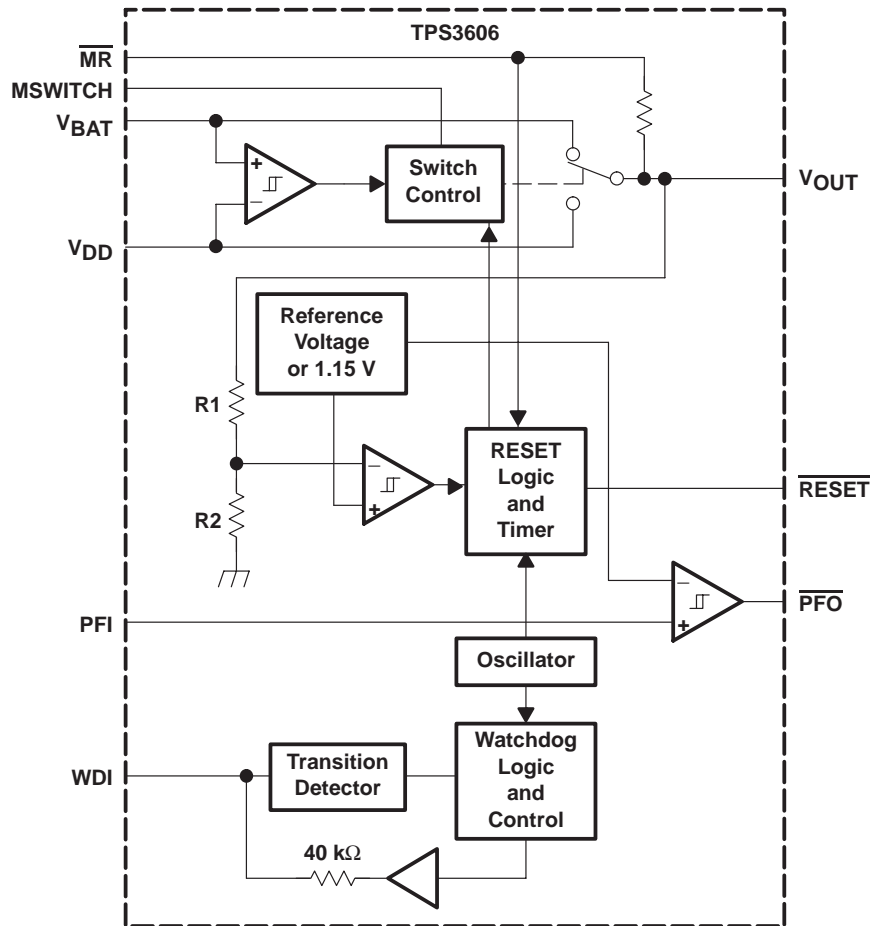 TPS3606
MR
MSWITCH
VBAT
+
−
Switch
Control
VOUT
VDD
Reference
Voltage
or 1.15 V
R1
RESET
Logic
and
Timer
−
+
RESET
R2
−
+
PFO
PFI
Oscillator
Watchdog
Logic
and
Control
Transition
Detector
WDI
40 kΩ